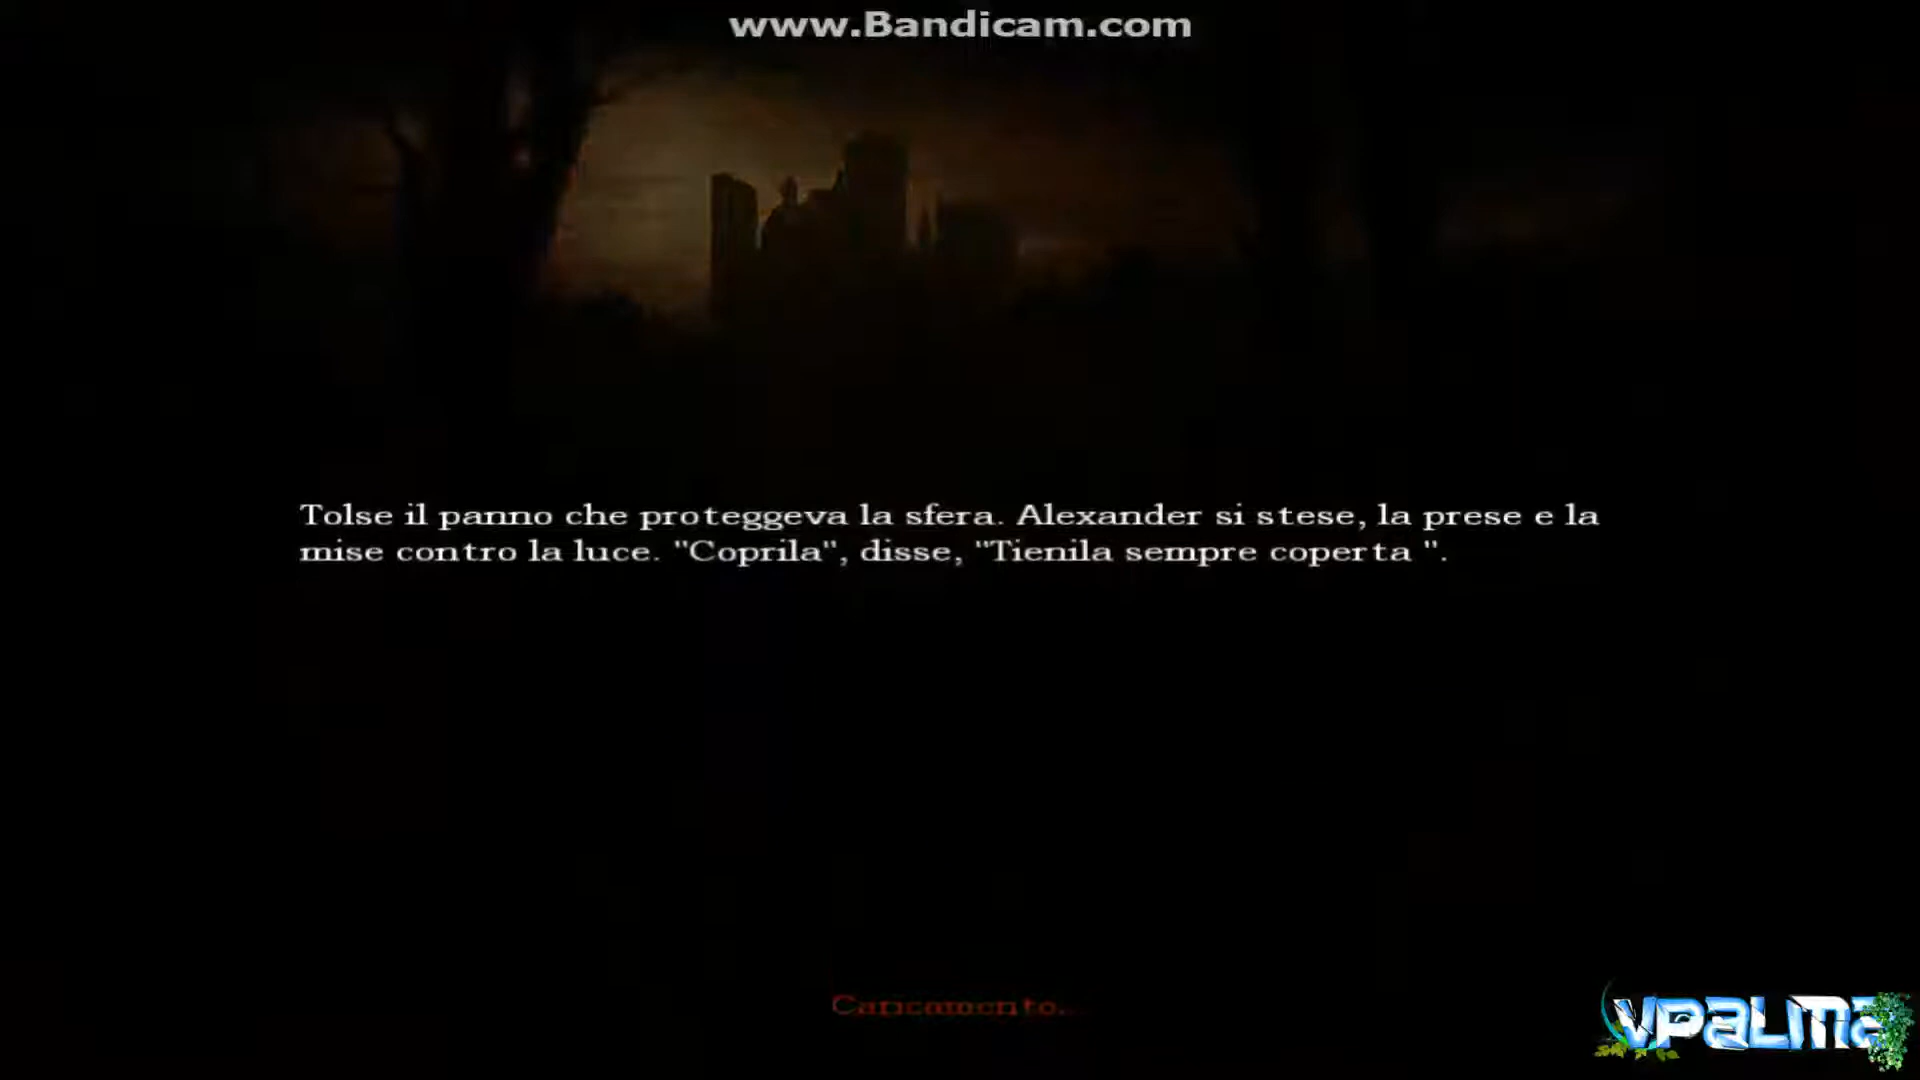 www.Bandicam.com
Tolse il panno che proteggeva la sfera. Alexander si stese, la prese e la
mise contro la luce. "Coprila", disse, "Tienila sempre coperta ".
Caricamento...
VPALMA